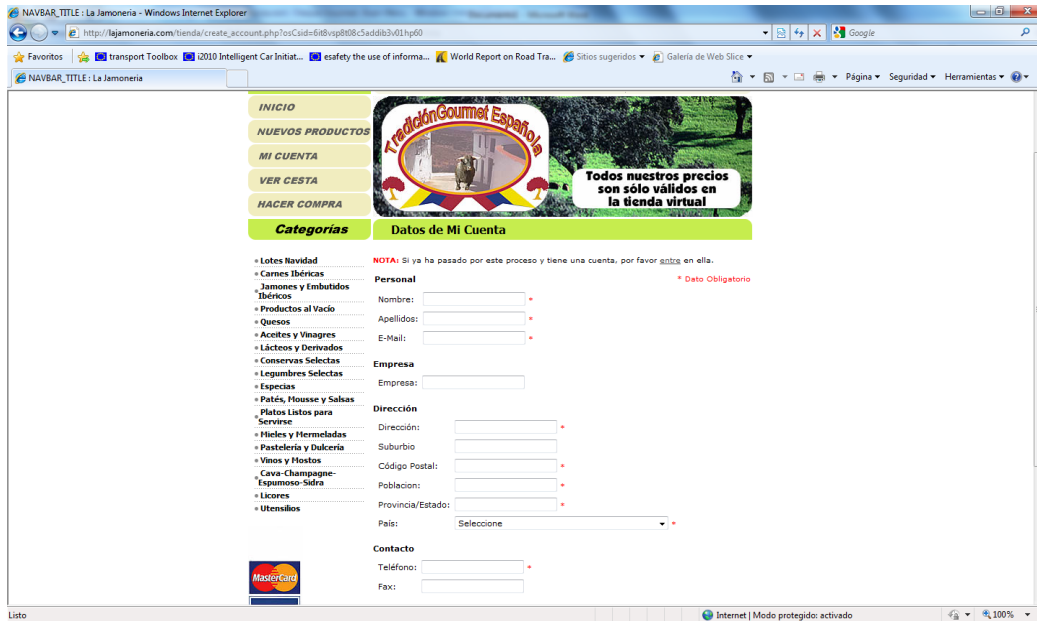 NAVBAR_TITLE : La Jamoneria - Windows Internet Explorer
http://lajamoneria.com/tienda/create_account.php?osCsid=6it8vsp8t08c5addib3v01hp60
Google
Favoritos transport Toolbox i2010 Intelligent Car Initiat... esafety the use of informa... World Report on Road Tra... Sitios sugeridos Galería de Web Slice
NAVBAR_TITLE : La Jamoneria
Página Seguridad Herramientas
INICIO
NUEVOS PRODUCTOS
MI CUENTA
VER CESTA
HACER COMPRA
TradiciónGourmet Española
Todos nuestros precios
son sólo válidos en
la tienda virtual
Categorías
Datos de Mi Cuenta
Lotes Navidad
Carnes Ibéricas
Jamones y Embutidos
Ibéricos
Productos al Vacío
Quesos
Aceites y Vinagres
Lácteos y Derivados
Conservas Selectas
Legumbres Selectas
Especias
Patés, Mousse y Salsas
Platos Listos para
Servirse
Mieles y Mermeladas
Pastelería y Dulcería
Vinos y Mostos
Cava-Champagne-
Espumoso-Sidra
Licores
Utensilios
MasterCard
NOTA: Si ya ha pasado por este proceso y tiene una cuenta, por favor entre en ella.
Personal
* Dato Obligatorio
Nombre: *
Apellidos: *
E-Mail: *
Empresa
Empresa:
Dirección
Dirección: *
Suburbio
Código Postal: *
Poblacion: *
Provincia/Estado: *
País: Seleccione *
Contacto
Teléfono: *
Fax:
Listo
Internet | Modo protegido: activado
100%